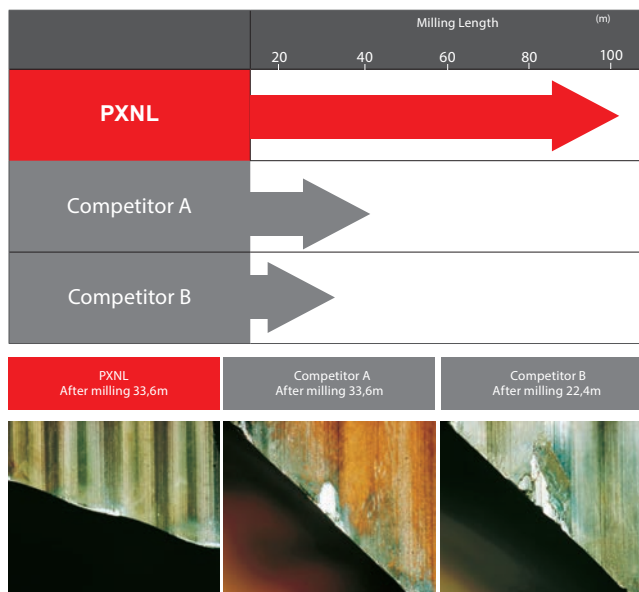 Milling Length (m)
20 40 60 80 100
PXNL
Competitor A
Competitor B
PXNL
After milling 33,6m
Competitor A
After milling 33,6m
Competitor B
After milling 22,4m